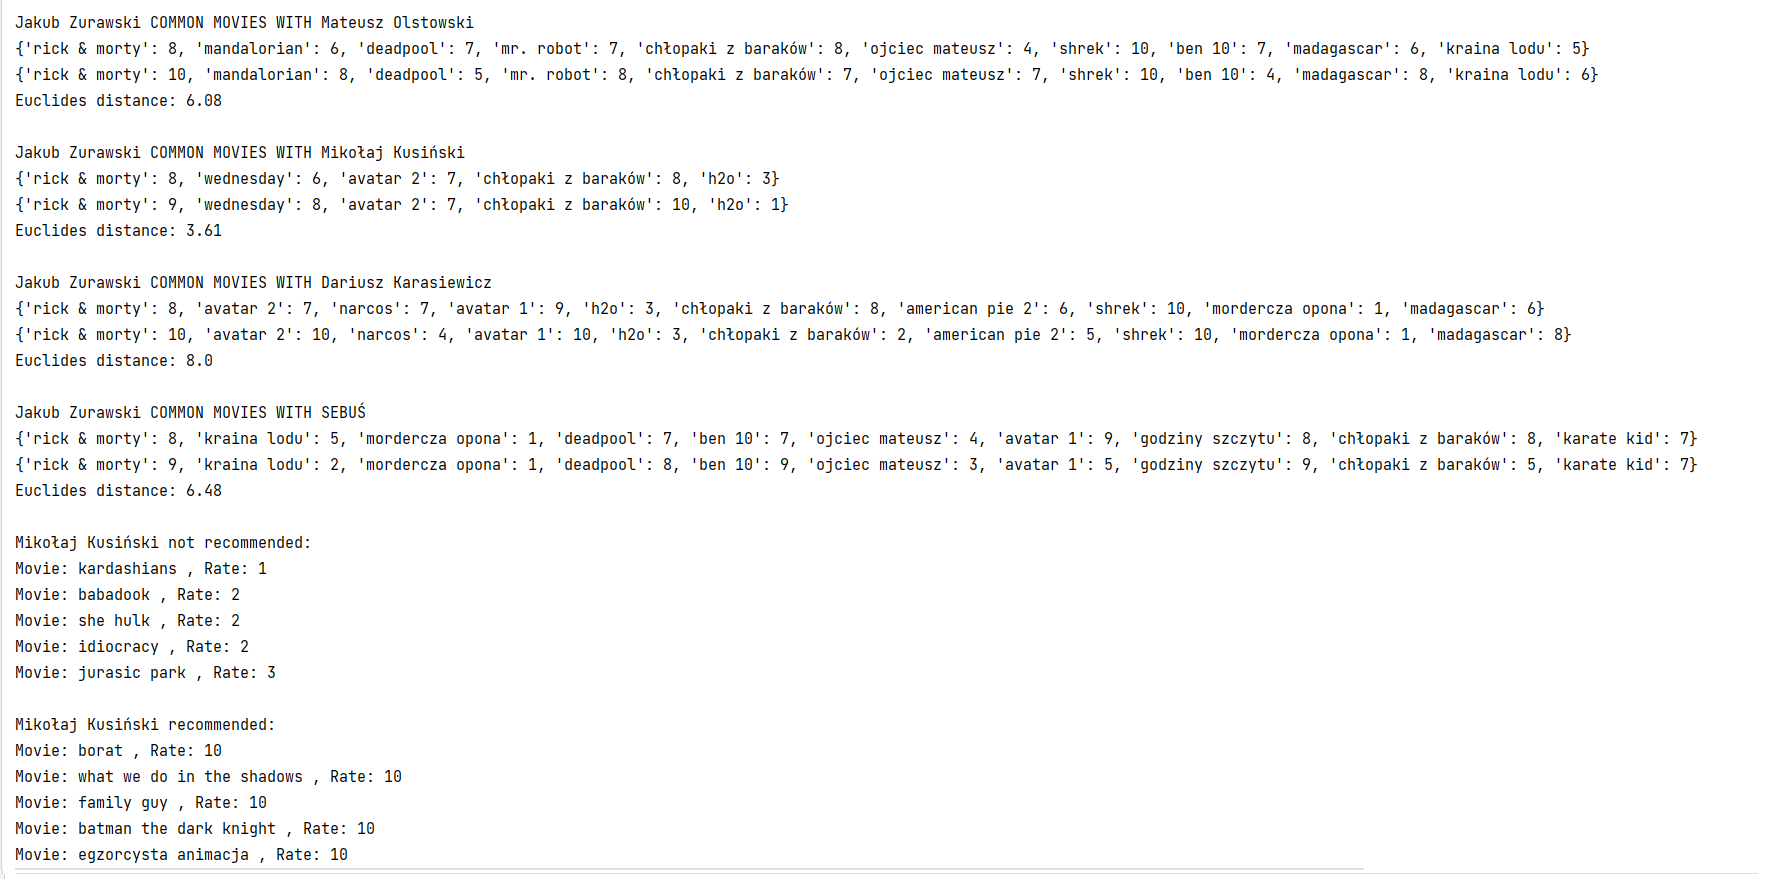 Jakub Zurawski COMMON MOVIES WITH Mateusz Olstowski
{'rick & morty': 8, 'mandalorian': 6, 'deadpool': 7, 'mr. robot': 7, 'chłopaki z baraków': 8, 'ojciec mateusz': 4, 'shrek': 10, 'ben 10': 7, 'madagascar': 6, 'kraina lodu': 5}
{'rick & morty': 10, 'mandalorian': 8, 'deadpool': 5, 'mr. robot': 8, 'chłopaki z baraków': 7, 'ojciec mateusz': 7, 'shrek': 10, 'ben 10': 4, 'madagascar': 8, 'kraina lodu': 6}
Euclides distance: 6.08
Jakub Zurawski COMMON MOVIES WITH Mikołaj Kusiński
{'rick & morty': 8, 'wednesday': 6, 'avatar 2': 7, 'chłopaki z baraków': 8, 'h2o': 3}
{'rick & morty': 9, 'wednesday': 8, 'avatar 2': 7, 'chłopaki z baraków': 10, 'h2o': 1}
Euclides distance: 3.61
Jakub Zurawski COMMON MOVIES WITH Dariusz Karasiewicz
{'rick & morty': 8, 'avatar 2': 7, 'narcos': 7, 'avatar 1': 9, 'h2o': 3, 'chłopaki z baraków': 8, 'american pie 2': 6, 'shrek': 10, 'mordercza opona': 1, 'madagascar': 6}
{'rick & morty': 10, 'avatar 2': 10, 'narcos': 4, 'avatar 1': 10, 'h2o': 3, 'chłopaki z baraków': 2, 'american pie 2': 5, 'shrek': 10, 'mordercza opona': 1, 'madagascar': 8}
Euclides distance: 8.0
Jakub Zurawski COMMON MOVIES WITH SEBUŚ
{'rick & morty': 8, 'kraina lodu': 5, 'mordercza opona': 1, 'deadpool': 7, 'ben 10': 7, 'ojciec mateusz': 4, 'avatar 1': 9, 'godziny szczytu': 8, 'chłopaki z baraków': 8, 'karate kid': 7}
{'rick & morty': 9, 'kraina lodu': 2, 'mordercza opona': 1, 'deadpool': 8, 'ben 10': 9, 'ojciec mateusz': 3, 'avatar 1': 5, 'godziny szczytu': 9, 'chłopaki z baraków': 5, 'karate kid': 7}
Euclides distance: 6.48
Mikołaj Kusiński not recommended:
Movie: kardashians , Rate: 1
Movie: babadook , Rate: 2
Movie: she hulk , Rate: 2
Movie: idiocracy , Rate: 2
Movie: jurasic park , Rate: 3
Mikołaj Kusiński recommended:
Movie: borat , Rate: 10
Movie: what we do in the shadows , Rate: 10
Movie: family guy , Rate: 10
Movie: batman the dark knight , Rate: 10
Movie: egzorcysta animacja , Rate: 10